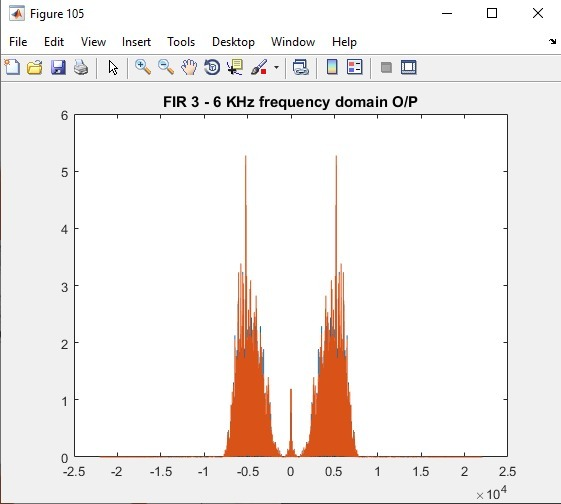 Figure 105
File Edit View Insert Tools Desktop Window Help
FIR 3 - 6 KHz frequency domain O/P
6
5
4
3
2
1
0
-2.5 -2 -1.5 -1 -0.5 0 0.5 1 1.5 2 2.5
×10^4